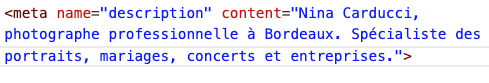 <meta name="description" content="Nina Carducci,
photographe professionnelle à Bordeaux. Spécialiste des
portraits, mariages, concerts et entreprises.">